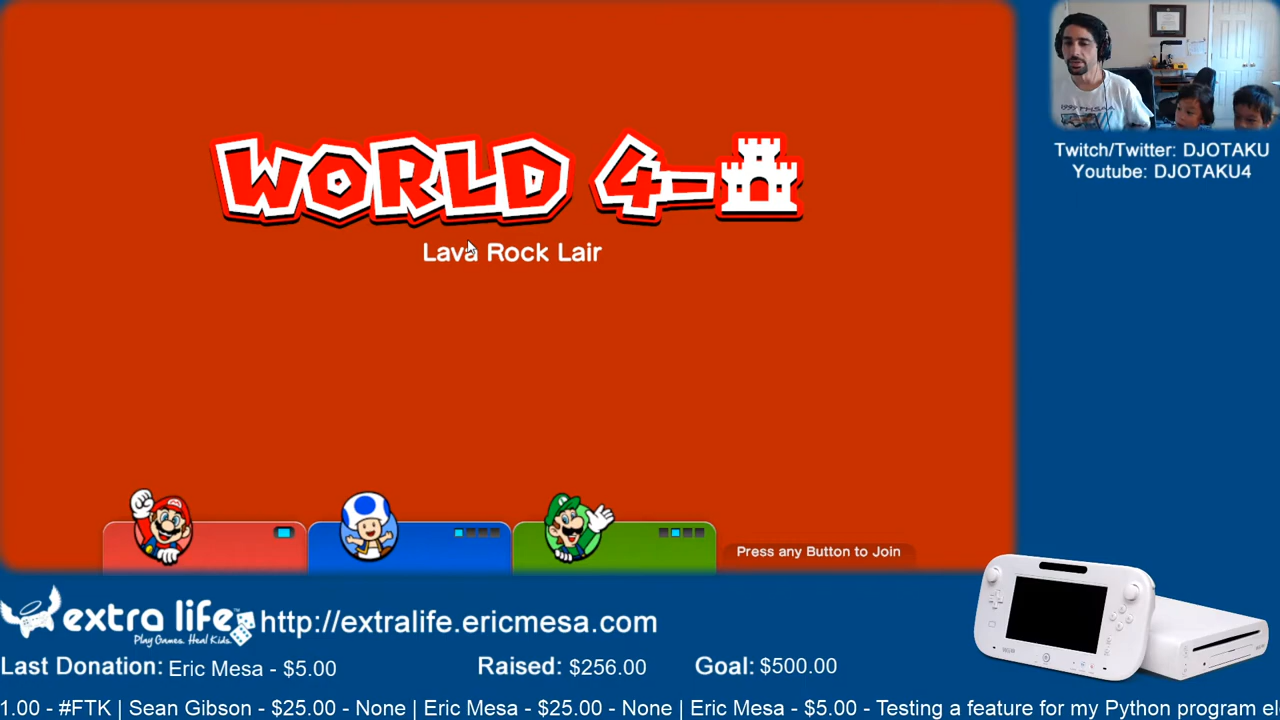 WORLD 4-
Lava Rock Lair
Twitch/Twitter: DJOTAKU
Youtube: DJOTAKU4
Press any Button to Join
extra life
Play Games. Heal Kids.
http://extralife.ericmesa.com
Last Donation: Eric Mesa - $5.00
Raised: $256.00
Goal: $500.00
1.00 - #FTK | Sean Gibson - $25.00 - None | Eric Mesa - $25.00 - None | Eric Mesa - $5.00 - Testing a feature for my Python program el